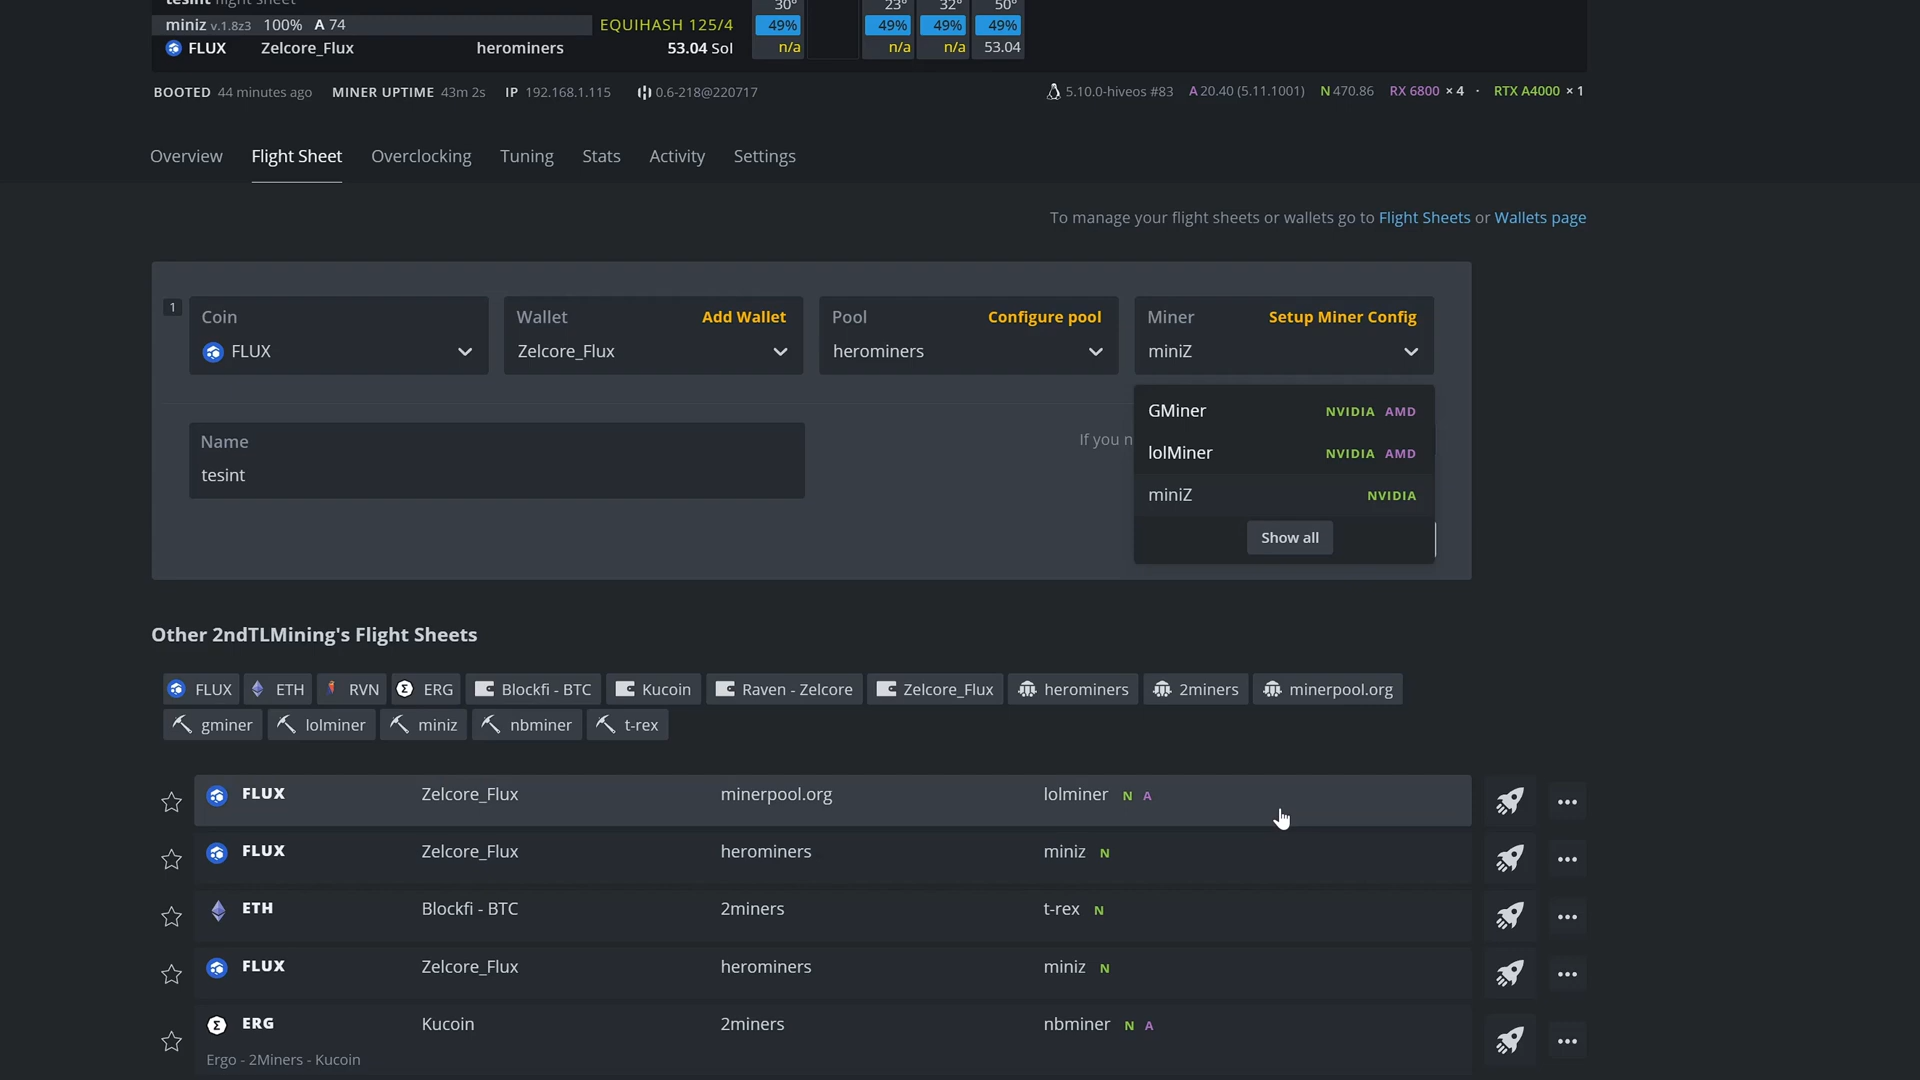 tesint flight sheet
30° 23° 32° 50°
miniz v.1.8z3 100% A 74 EQUIHASH 125/4 49% 49% 49% 49%
FLUX Zelcore_Flux herominers 53.04 Sol n/a n/a n/a 53.04
BOOTED 44 minutes ago MINER UPTIME 43m 2s IP 192.168.1.115 0.6-218@220717 5.10.0-hiveos #83 A 20.40 (5.11.1001) N 470.86 RX 6800 × 4 · RTX A4000 × 1
Overview Flight Sheet Overclocking Tuning Stats Activity Settings
To manage your flight sheets or wallets go to Flight Sheets or Wallets page
1 Coin Wallet Add Wallet Pool Configure pool Miner Setup Miner Config
FLUX Zelcore_Flux herominers miniZ
GMiner NVIDIA AMD
Name If you n
lolMiner NVIDIA AMD
tesint
miniZ NVIDIA
Show all
Other 2ndTLMining's Flight Sheets
FLUX ETH RVN ERG Blockfi - BTC Kucoin Raven - Zelcore Zelcore_Flux herominers 2miners minerpool.org
gminer lolminer miniz nbminer t-rex
FLUX Zelcore_Flux minerpool.org lolminer N A
FLUX Zelcore_Flux herominers miniz N
ETH Blockfi - BTC 2miners t-rex N
FLUX Zelcore_Flux herominers miniz N
ERG Kucoin 2miners nbminer N A
Ergo - 2Miners - Kucoin